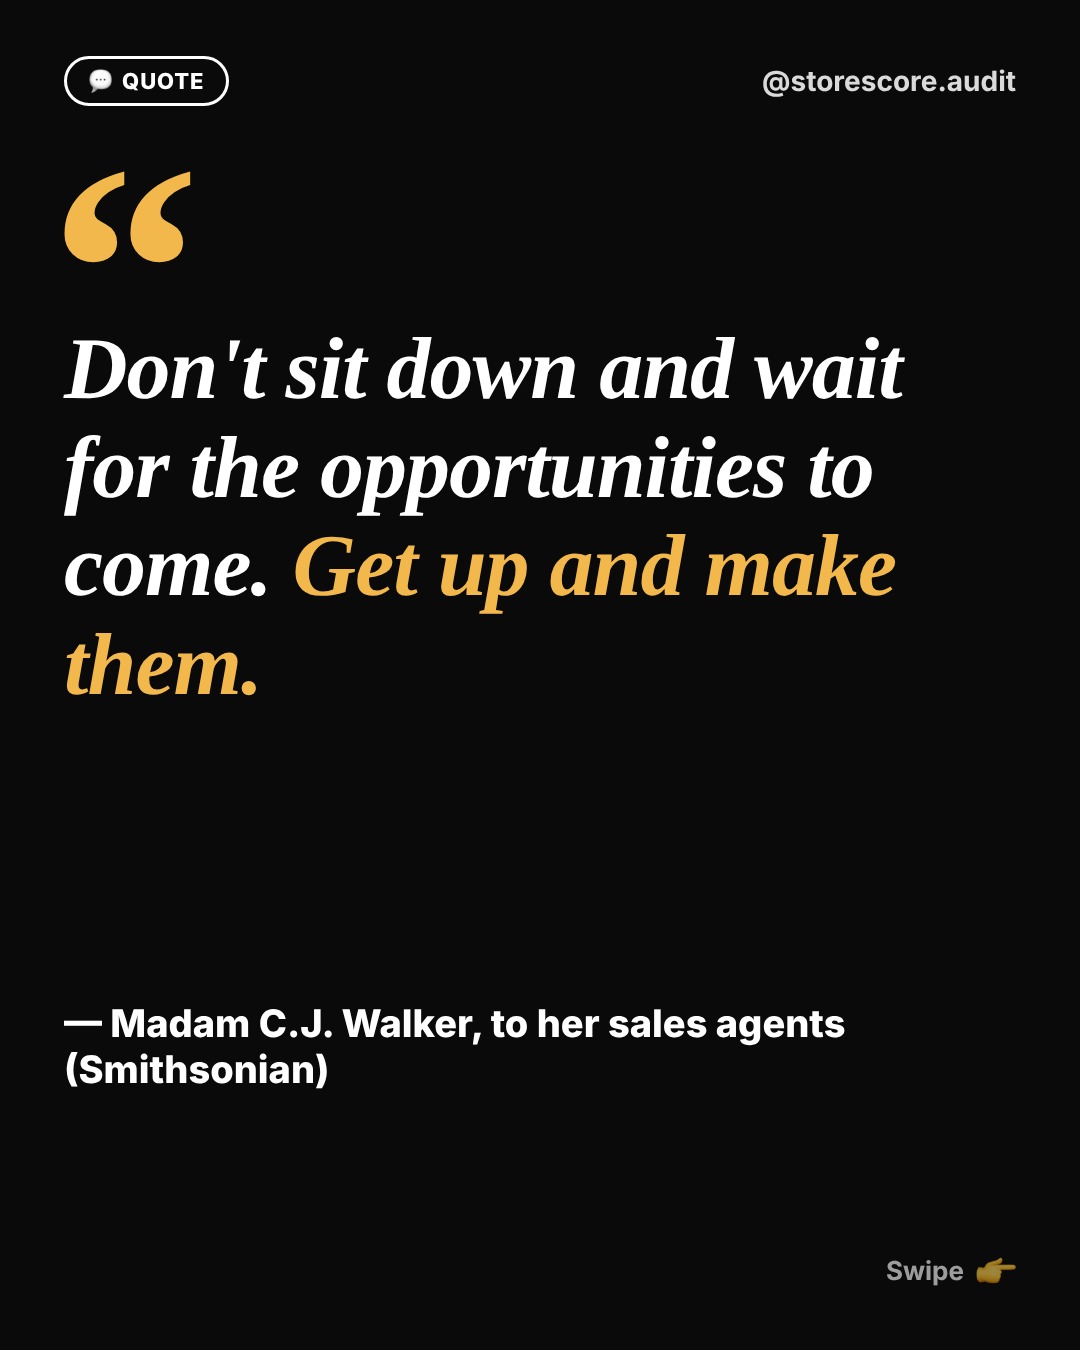 💬 QUOTE
@storescore.audit
“
Don't sit down and wait
for the opportunities to
come. Get up and make
them.
— Madam C.J. Walker, to her sales agents
(Smithsonian)
Swipe 👉